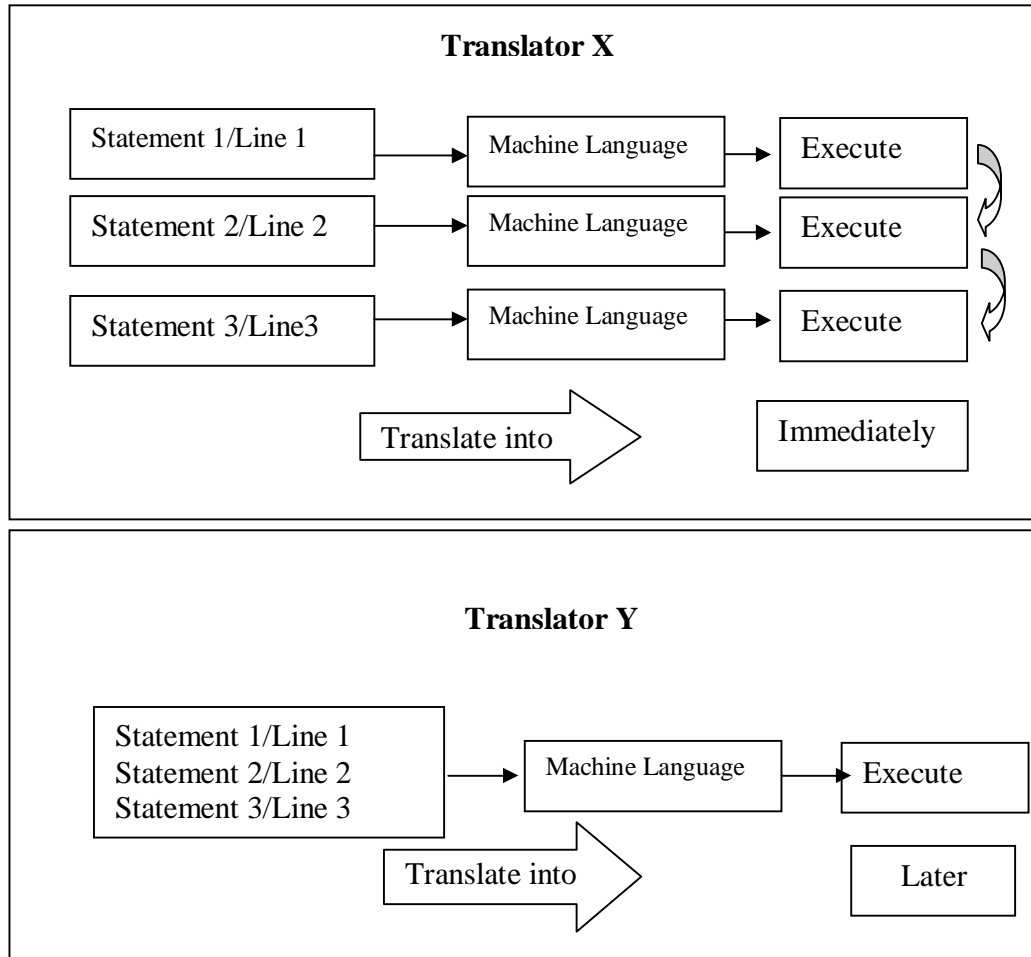 Translator X
Statement 1/Line 1
Machine Language
Execute
Statement 2/Line 2
Machine Language
Execute
Statement 3/Line3
Machine Language
Execute
Translate into
Immediately
Translator Y
Statement 1/Line 1
Statement 2/Line 2
Statement 3/Line 3
Machine Language
Execute
Translate into
Later